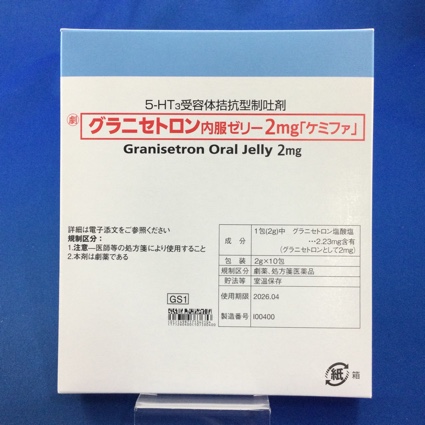 5-HT₃受容体拮抗型制吐剤
劇 グラニセトロン内服ゼリー2mg「ケミファ」
Granisetron Oral Jelly 2mg
詳細は電子添文をご参照ください
規制区分：
1.注意―医師等の処方箋により使用すること
2.本剤は劇薬である
成分 1包(2g)中 グラニセトロン塩酸塩
…2.23mg含有
(グラニセトロンとして2mg)
包装 2g×10包
規制区分 劇薬、処方箋医薬品
貯法等 室温保存
使用期限 2026.04
製造番号 I00400
GS1
紙 箱